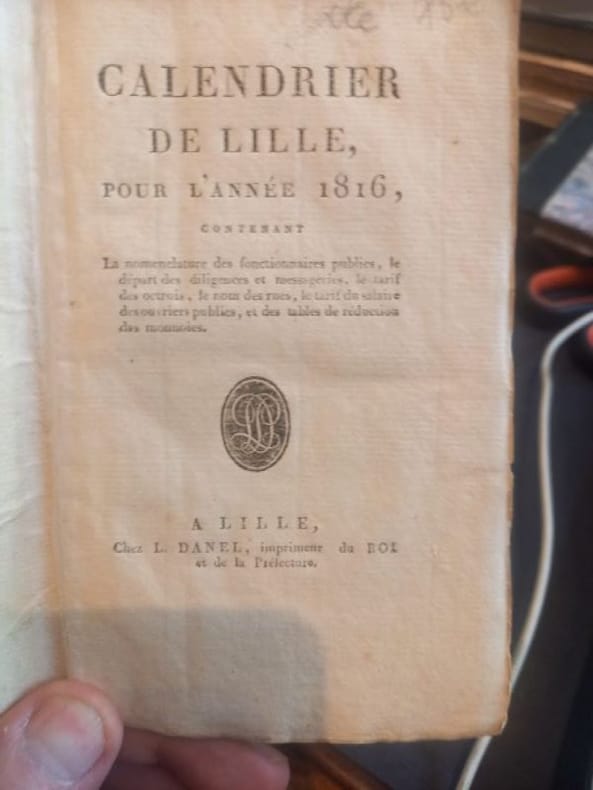 CALENDRIER
DE LILLE,
POUR L'ANNÉE 1816,
CONTENANT
La nomenclature des fonctionnaires publics, le
départ des diligences et messageries, le tarif
des octrois, le nom des rues, le tarif du salaire
des ouvriers publics, et des tables de réduction
des monnoies.
A LILLE,
Chez L. DANEL, imprimeur du ROI
et de la Préfecture.